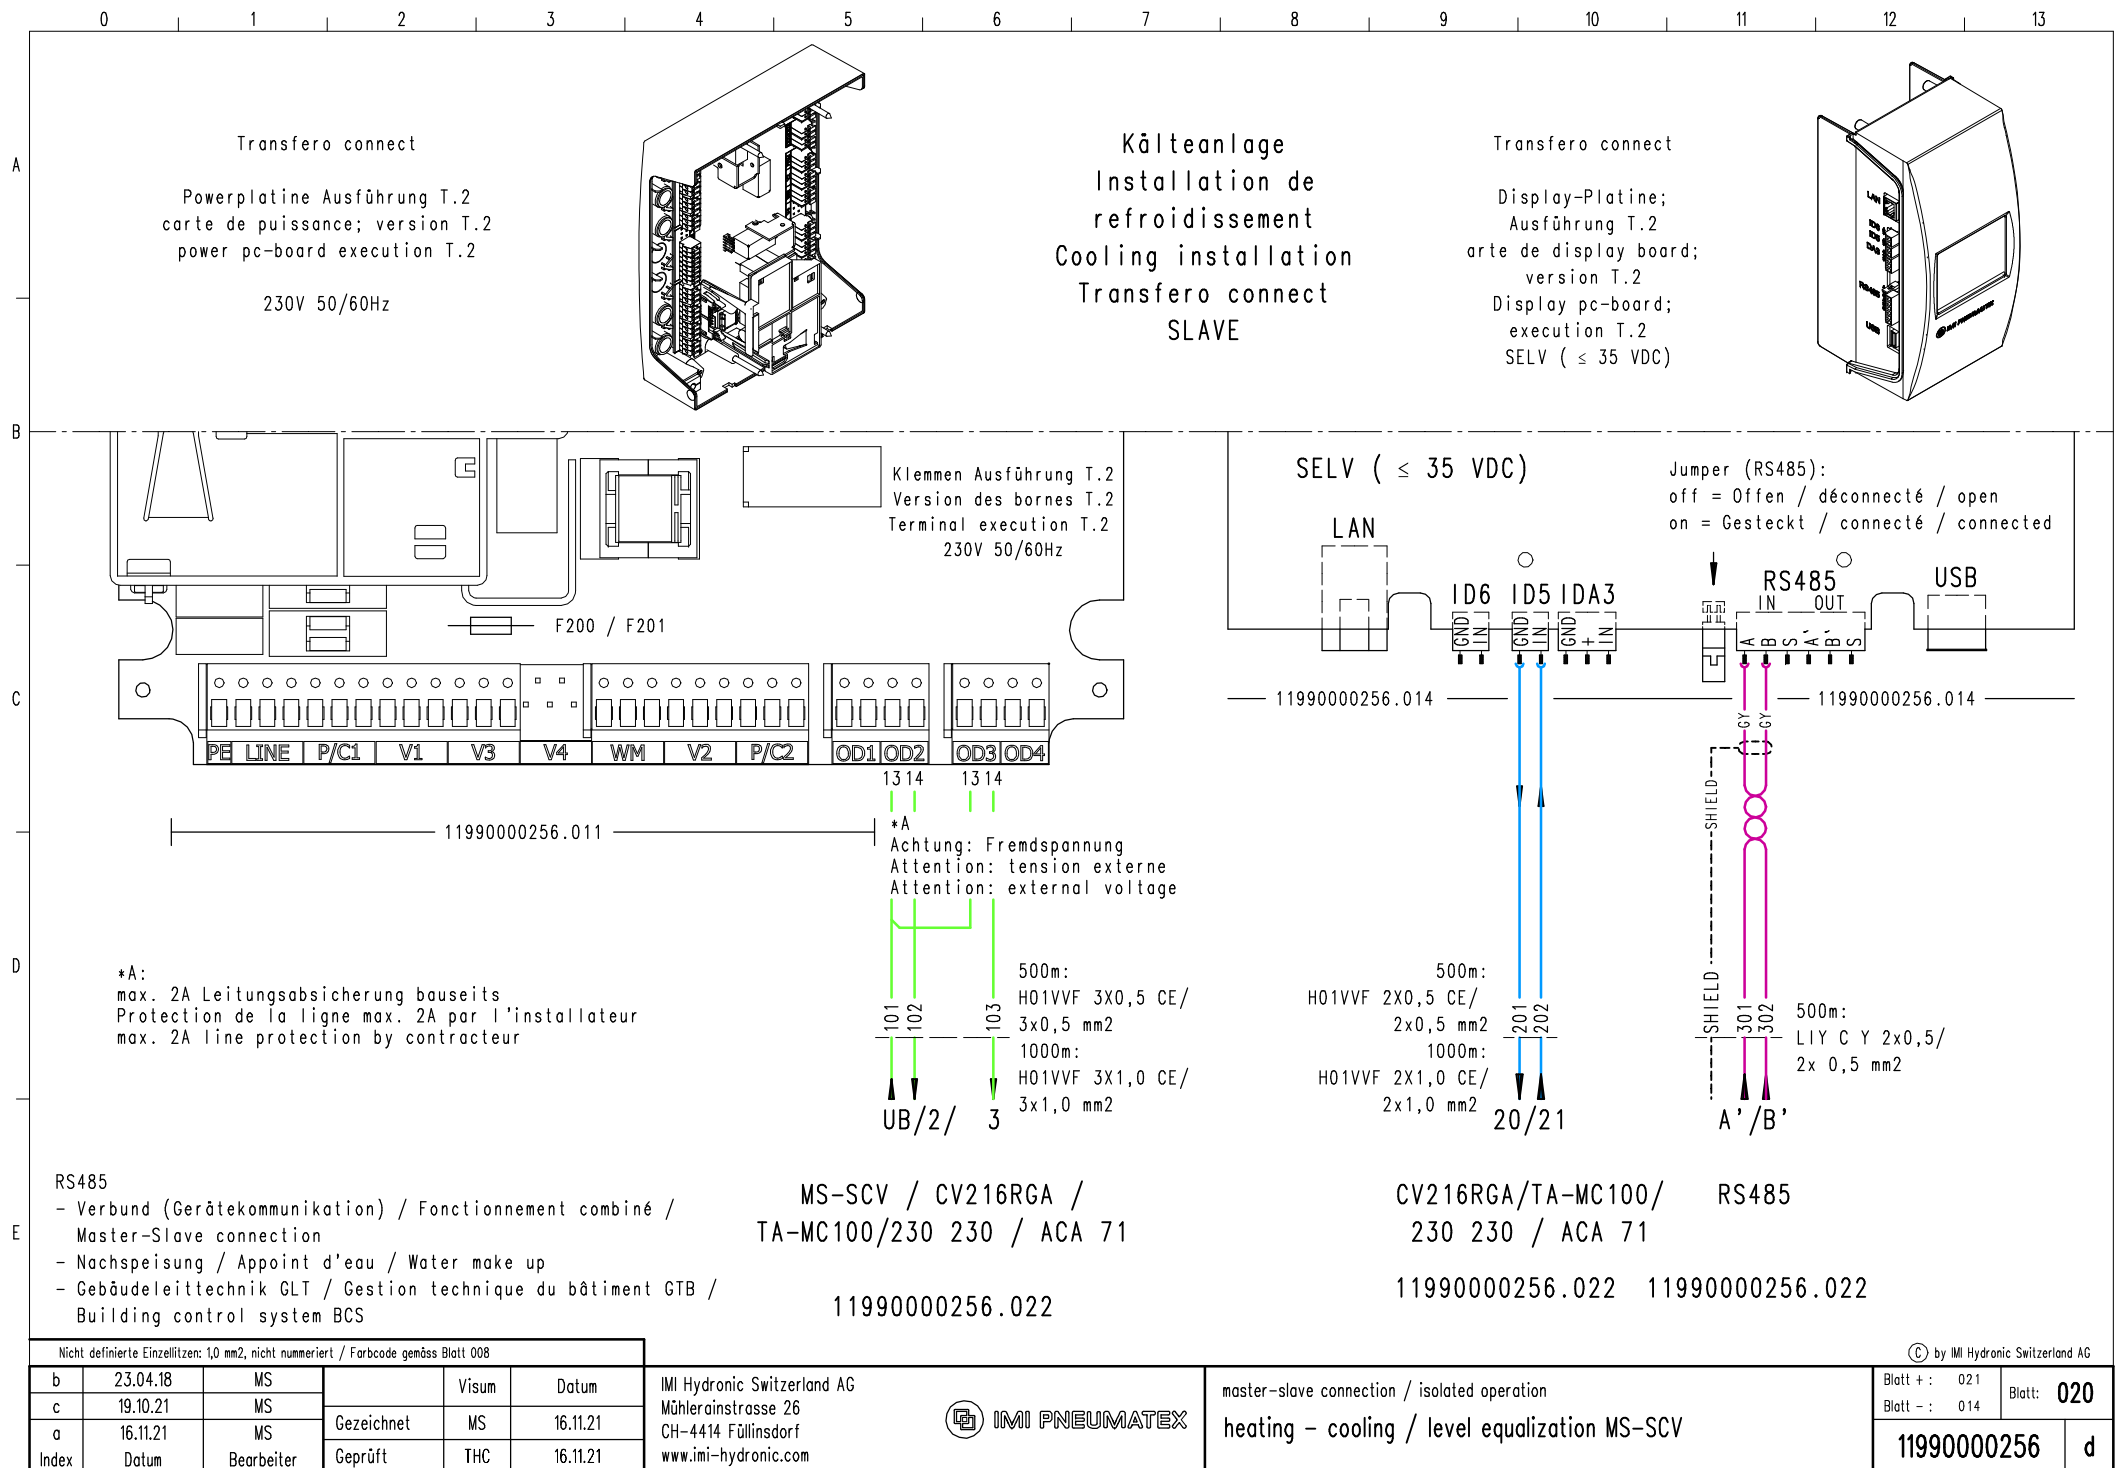 0 1 2 3 4 5 6 7 8 9 10 11 12 13
A
B
C
D
E
Transfero connect
Powerplatine Ausführung T.2
carte de puissance; version T.2
power pc-board execution T.2
230V 50/60Hz
Kälteanlage
Installation de
refroidissement
Cooling installation
Transfero connect
SLAVE
Transfero connect
Display-Platine;
Ausführung T.2
arte de display board;
version T.2
Display pc-board;
execution T.2
SELV ( ≤ 35 VDC)
LAN
RS485
USB
IMI PNEUMATEX
Klemmen Ausführung T.2
Version des bornes T.2
Terminal execution T.2
230V 50/60Hz
F200 / F201
PE LINE P/C1 V1 V3 V4 WM V2 P/C2 OD1 OD2 OD3 OD4
13 14 13 14
11990000256.011
*A
Achtung: Fremdspannung
Attention: tension externe
Attention: external voltage
*A:
max. 2A Leitungsabsicherung bauseits
Protection de la ligne max. 2A par l'installateur
max. 2A line protection by contracteur
101 102 103
500m:
H01VVF 3X0,5 CE/
3x0,5 mm2
1000m:
H01VVF 3X1,0 CE/
3x1,0 mm2
UB/2/ 3
MS-SCV / CV216RGA /
TA-MC100/230 230 / ACA 71
11990000256.022
SELV ( ≤ 35 VDC)
Jumper (RS485):
off = Offen / déconnecté / open
on = Gesteckt / connecté / connected
LAN
ID6 ID5 IDA3
RS485
IN OUT
USB
GND IN GND IN GND + IN
A B S A' B' S
11990000256.014
11990000256.014
GY GY
SHIELD
SHIELD
201 202
301 302
500m:
H01VVF 2X0,5 CE/
2x0,5 mm2
1000m:
H01VVF 2X1,0 CE/
2x1,0 mm2
500m:
LIY C Y 2x0,5/
2x 0,5 mm2
20/21
A'/B'
CV216RGA/TA-MC100/
230 230 / ACA 71
RS485
11990000256.022
11990000256.022
RS485
- Verbund (Gerätekommunikation) / Fonctionnement combiné /
Master-Slave connection
- Nachspeisung / Appoint d'eau / Water make up
- Gebäudeleittechnik GLT / Gestion technique du bâtiment GTB /
Building control system BCS
Nicht definierte Einzellitzen: 1,0 mm2, nicht nummeriert / Farbcode gemäss Blatt 008
© by IMI Hydronic Switzerland AG
b 23.04.18 MS
c 19.10.21 MS
a 16.11.21 MS
Index Datum Bearbeiter
Visum Datum
Gezeichnet MS 16.11.21
Geprüft THC 16.11.21
IMI Hydronic Switzerland AG
Mühlerainstrasse 26
CH-4414 Füllinsdorf
www.imi-hydronic.com
IMI PNEUMATEX
master-slave connection / isolated operation
heating - cooling / level equalization MS-SCV
Blatt + : 021
Blatt - : 014
Blatt: 020
11990000256 d